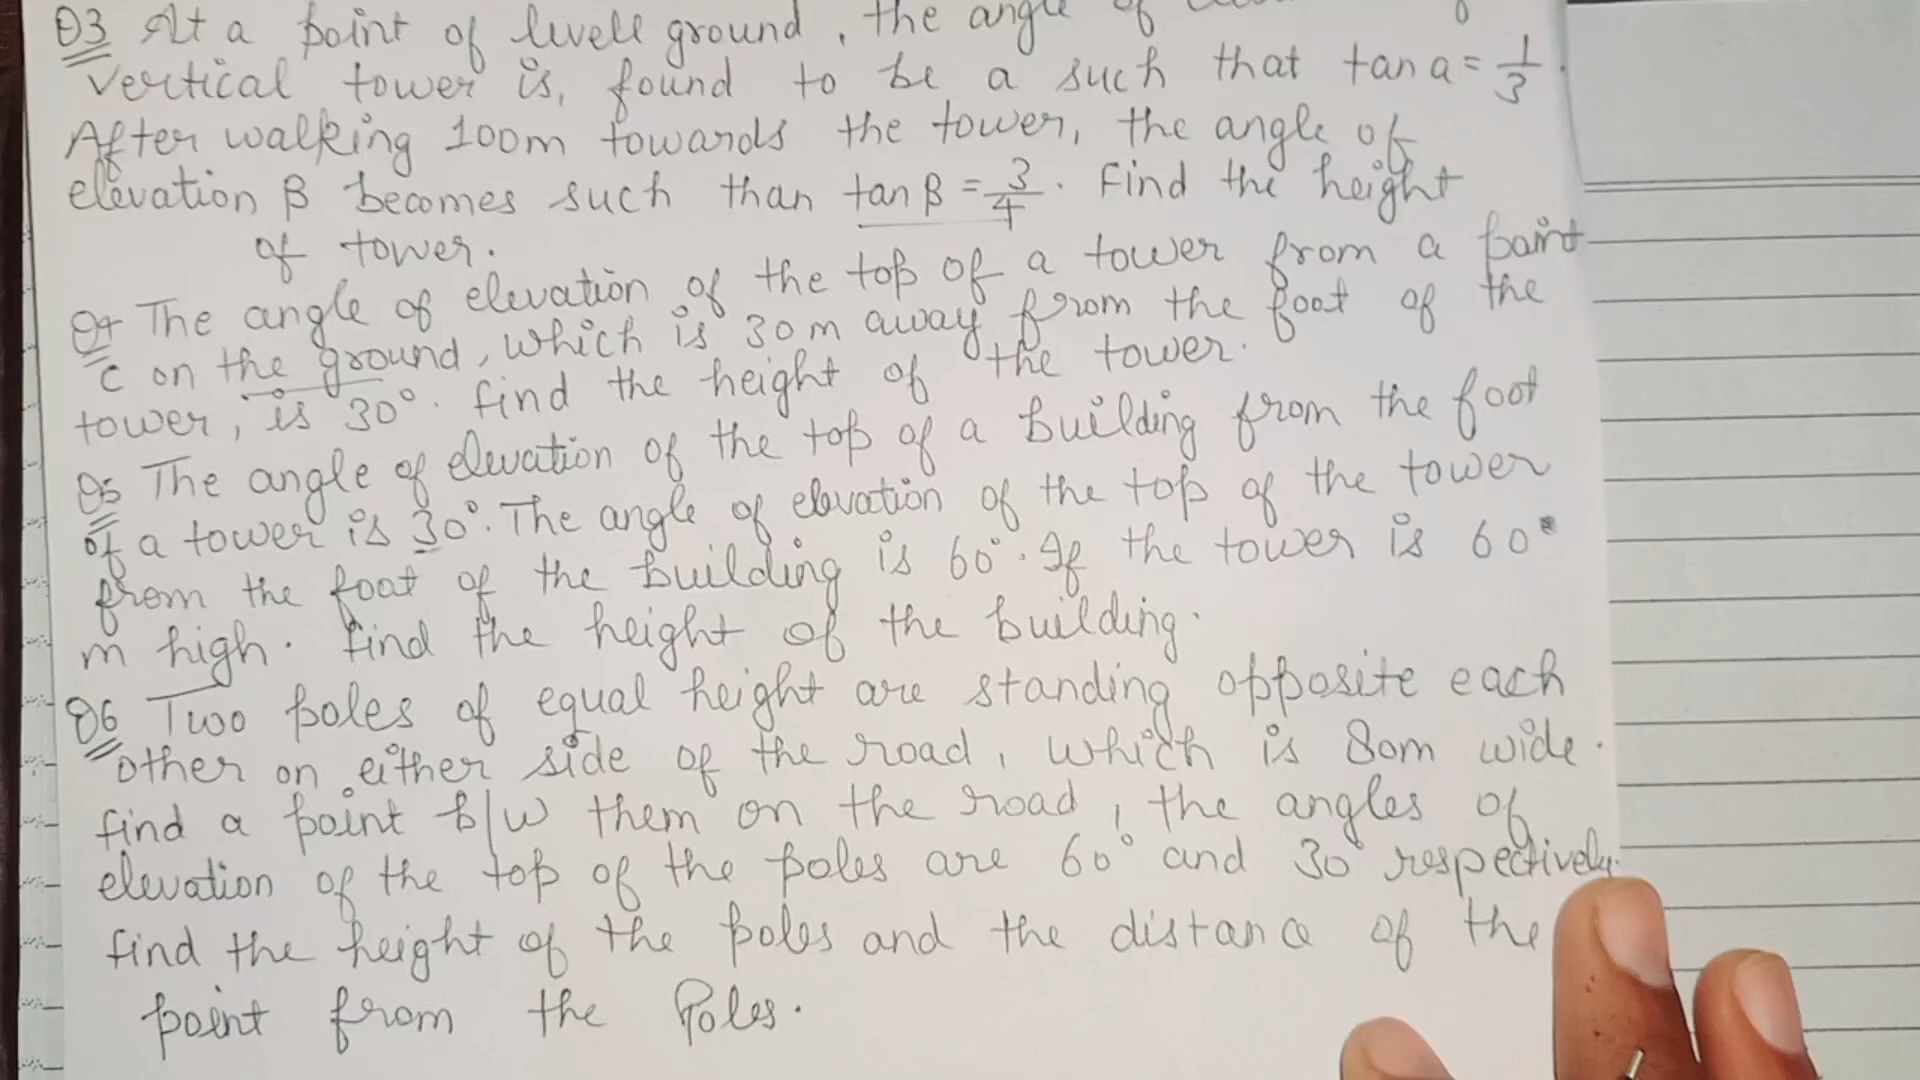 Q3 At a point of levell ground, the angle of
vertical tower is, found to be a such that tan a = 1/3.
After walking 100m towards the tower, the angle of
elevation β becomes such than tan β = 3/4. Find the height
of tower.
Q4 The angle of elevation of the top of a tower from a point
C on the ground, which is 30m away from the foot of the
tower, is 30°. find the height of the tower.
Q5 The angle of elevation of the top of a building from the foot
of a tower is 30°. The angle of elevation of the top of the tower
from the foot of the building is 60°. If the tower is 60
m high. find the height of the building.
Q6 Two poles of equal height are standing opposite each
other on either side of the road, which is 80m wide.
find a point b/w them on the road, the angles of
elevation of the top of the poles are 60° and 30° respectively.
find the height of the poles and the distance of the
point from the Poles.